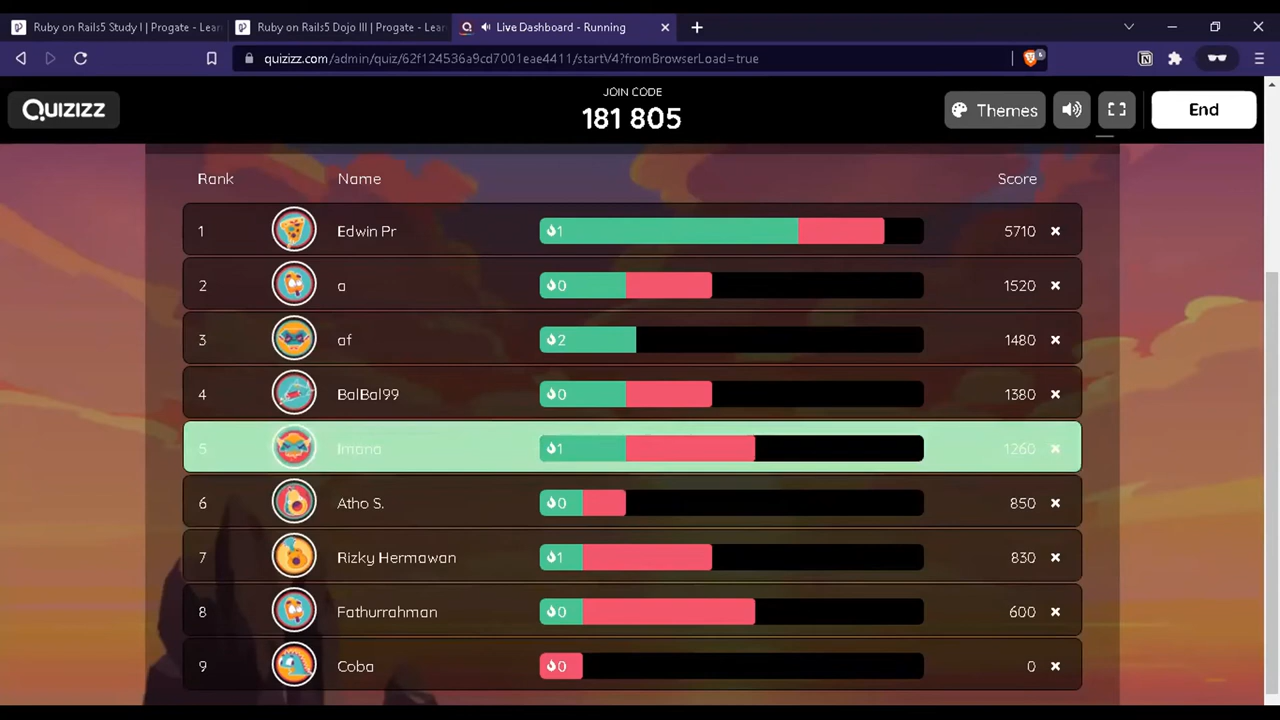 Ruby on Rails5 Study I | Progate - Lear
Ruby on Rails5 Dojo III | Progate - Lear
Live Dashboard - Running
quizizz.com/admin/quiz/62f124536a9cd7001eae4411/startV4?fromBrowserLoad=true
6
QUIZIZZ
JOIN CODE
181 805
Themes
End
Rank Name Score
1 Edwin Pr 1 5710
2 a 0 1520
3 af 2 1480
4 BalBal99 0 1380
5 Imana 1 1260
6 Atho S. 0 850
7 Rizky Hermawan 1 830
8 Fathurrahman 0 600
9 Coba 0 0